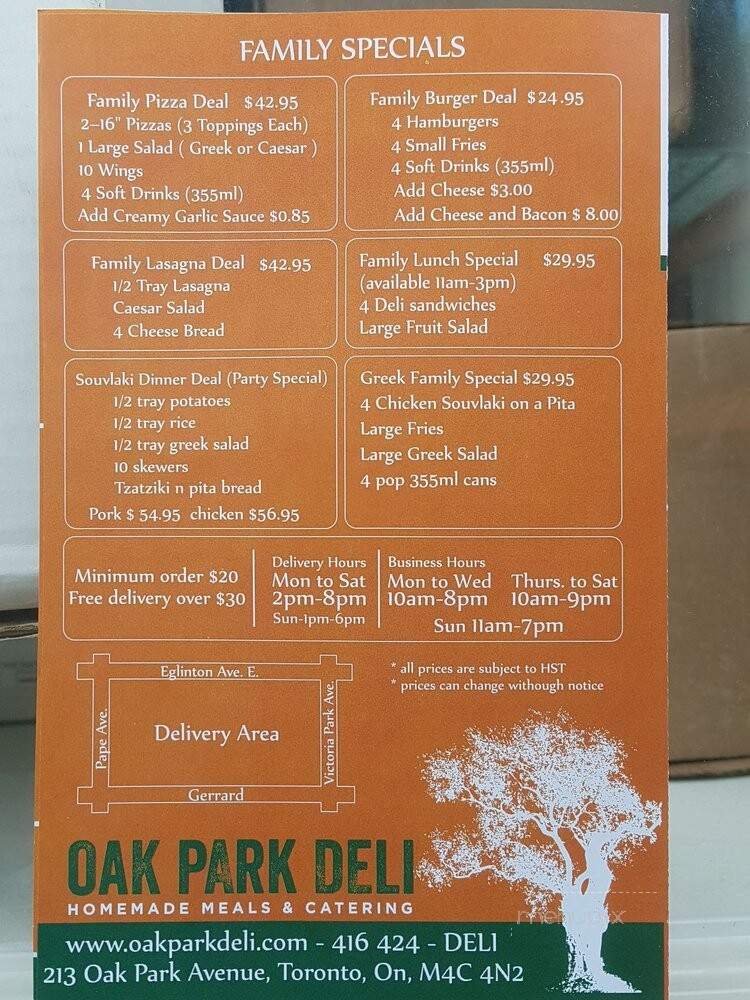 FAMILY SPECIALS
Family Pizza Deal $42.95
2–16" Pizzas (3 Toppings Each)
1 Large Salad ( Greek or Caesar )
10 Wings
4 Soft Drinks (355ml)
Add Creamy Garlic Sauce $0.85
Family Burger Deal $24.95
4 Hamburgers
4 Small Fries
4 Soft Drinks (355ml)
Add Cheese $3.00
Add Cheese and Bacon $ 8.00
Family Lasagna Deal $42.95
1/2 Tray Lasagna
Caesar Salad
4 Cheese Bread
Family Lunch Special $29.95
(available 11am-3pm)
4 Deli sandwiches
Large Fruit Salad
Souvlaki Dinner Deal (Party Special)
1/2 tray potatoes
1/2 tray rice
1/2 tray greek salad
10 skewers
Tzatziki n pita bread
Pork $ 54.95 chicken $56.95
Greek Family Special $29.95
4 Chicken Souvlaki on a Pita
Large Fries
Large Greek Salad
4 pop 355ml cans
Minimum order $20
Free delivery over $30
Delivery Hours
Mon to Sat
2pm-8pm
Sun-1pm-6pm
Business Hours
Mon to Wed Thurs. to Sat
10am-8pm 10am-9pm
Sun 11am-7pm
Eglinton Ave. E.
Pape Ave.
Delivery Area
Victoria Park Ave.
Gerrard
* all prices are subject to HST
* prices can change withough notice
OAK PARK DELI
HOMEMADE MEALS & CATERING
www.oakparkdeli.com - 416 424 - DELI
213 Oak Park Avenue, Toronto, On, M4C 4N2